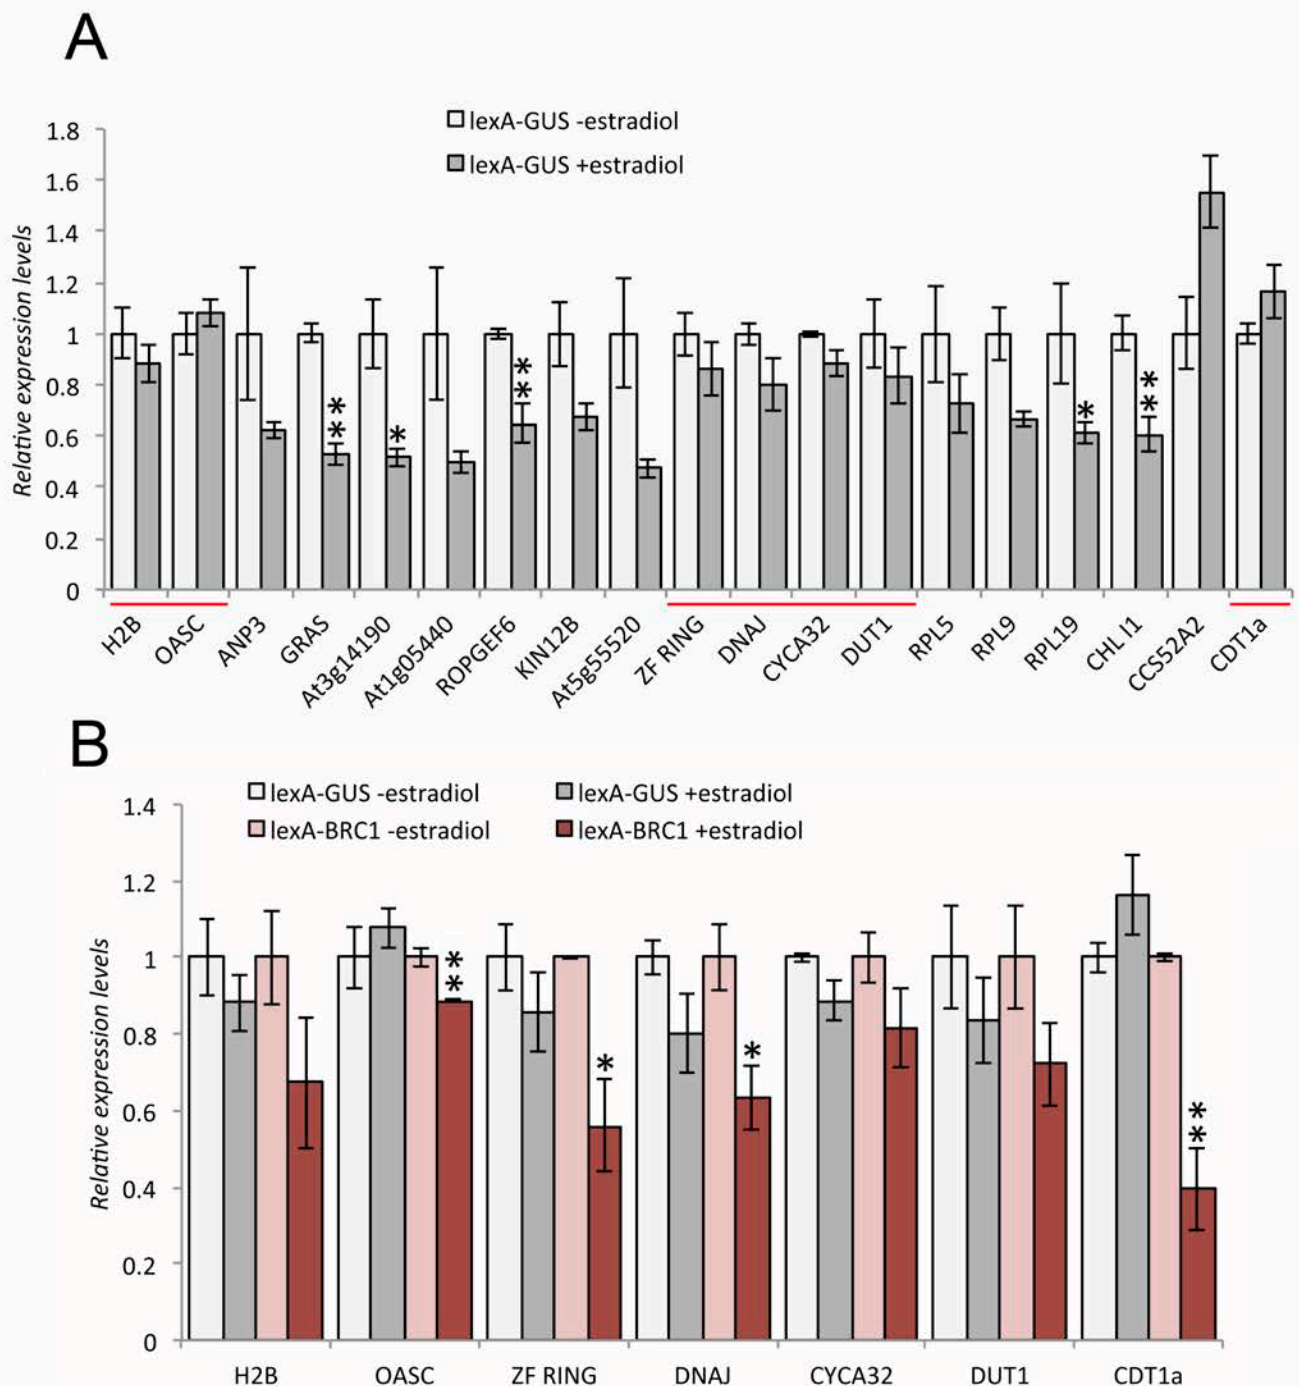 A
lexA-GUS -estradiol
lexA-GUS +estradiol
Relative expression levels
1.8
1.6
1.4
1.2
1
0.8
0.6
0.4
0.2
0
**
*
**
*
**
H2B
OASC
ANP3
GRAS
At3g14190
At1g05440
ROPGEF6
KIN12B
At5g55520
ZF RING
DNAJ
CYCA32
DUT1
RPL5
RPL9
RPL19
CHL I1
CCS52A2
CDT1a
B
lexA-GUS -estradiol lexA-GUS +estradiol
lexA-BRC1 -estradiol lexA-BRC1 +estradiol
Relative expression levels
1.4
1.2
1
0.8
0.6
0.4
0.2
0
**
*
*
**
H2B OASC ZF RING DNAJ CYCA32 DUT1 CDT1a